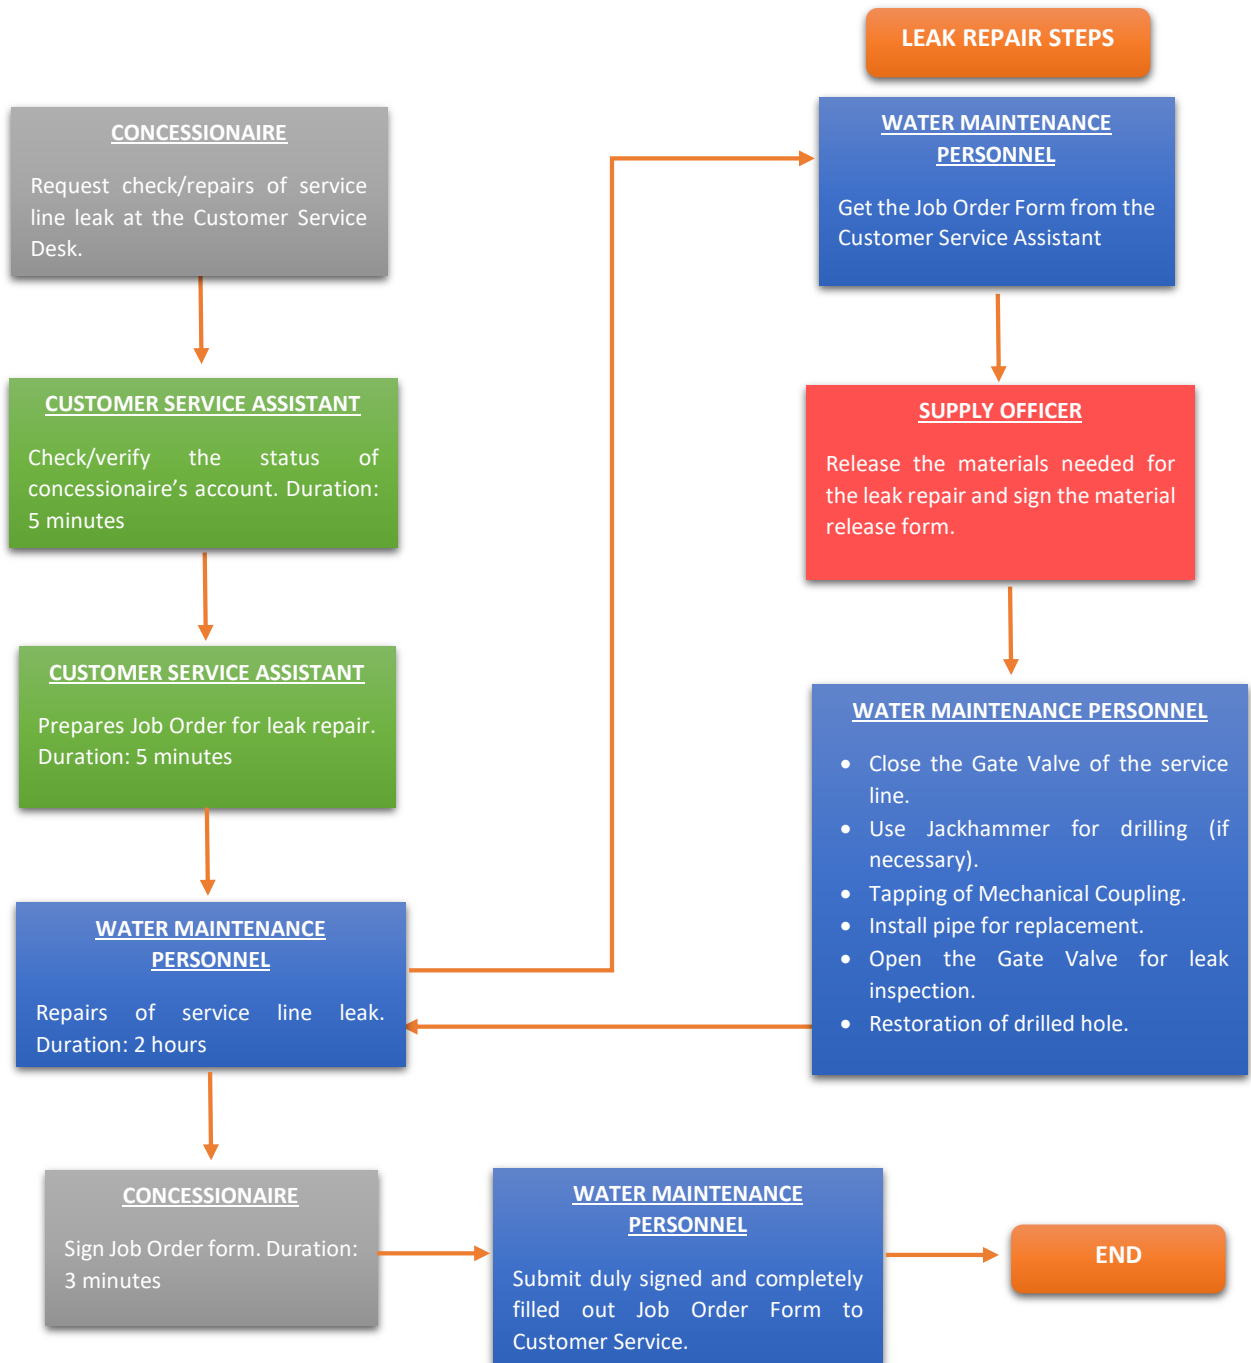 CONCESSIONAIRE
Request check/repairs of service
line leak at the Customer Service
Desk.
CUSTOMER SERVICE ASSISTANT
Check/verify the status of
concessionaire’s account. Duration:
5 minutes
CUSTOMER SERVICE ASSISTANT
Prepares Job Order for leak repair.
Duration: 5 minutes
WATER MAINTENANCE
PERSONNEL
Repairs of service line leak.
Duration: 2 hours
LEAK REPAIR STEPS
WATER MAINTENANCE
PERSONNEL
Get the Job Order Form from the
Customer Service Assistant
SUPPLY OFFICER
Release the materials needed for
the leak repair and sign the material
release form.
WATER MAINTENANCE PERSONNEL
• Close the Gate Valve of the service
line.
• Use Jackhammer for drilling (if
necessary).
• Tapping of Mechanical Coupling.
• Install pipe for replacement.
• Open the Gate Valve for leak
inspection.
• Restoration of drilled hole.
CONCESSIONAIRE
Sign Job Order form. Duration:
3 minutes
WATER MAINTENANCE
PERSONNEL
Submit duly signed and completely
filled out Job Order Form to
Customer Service.
END